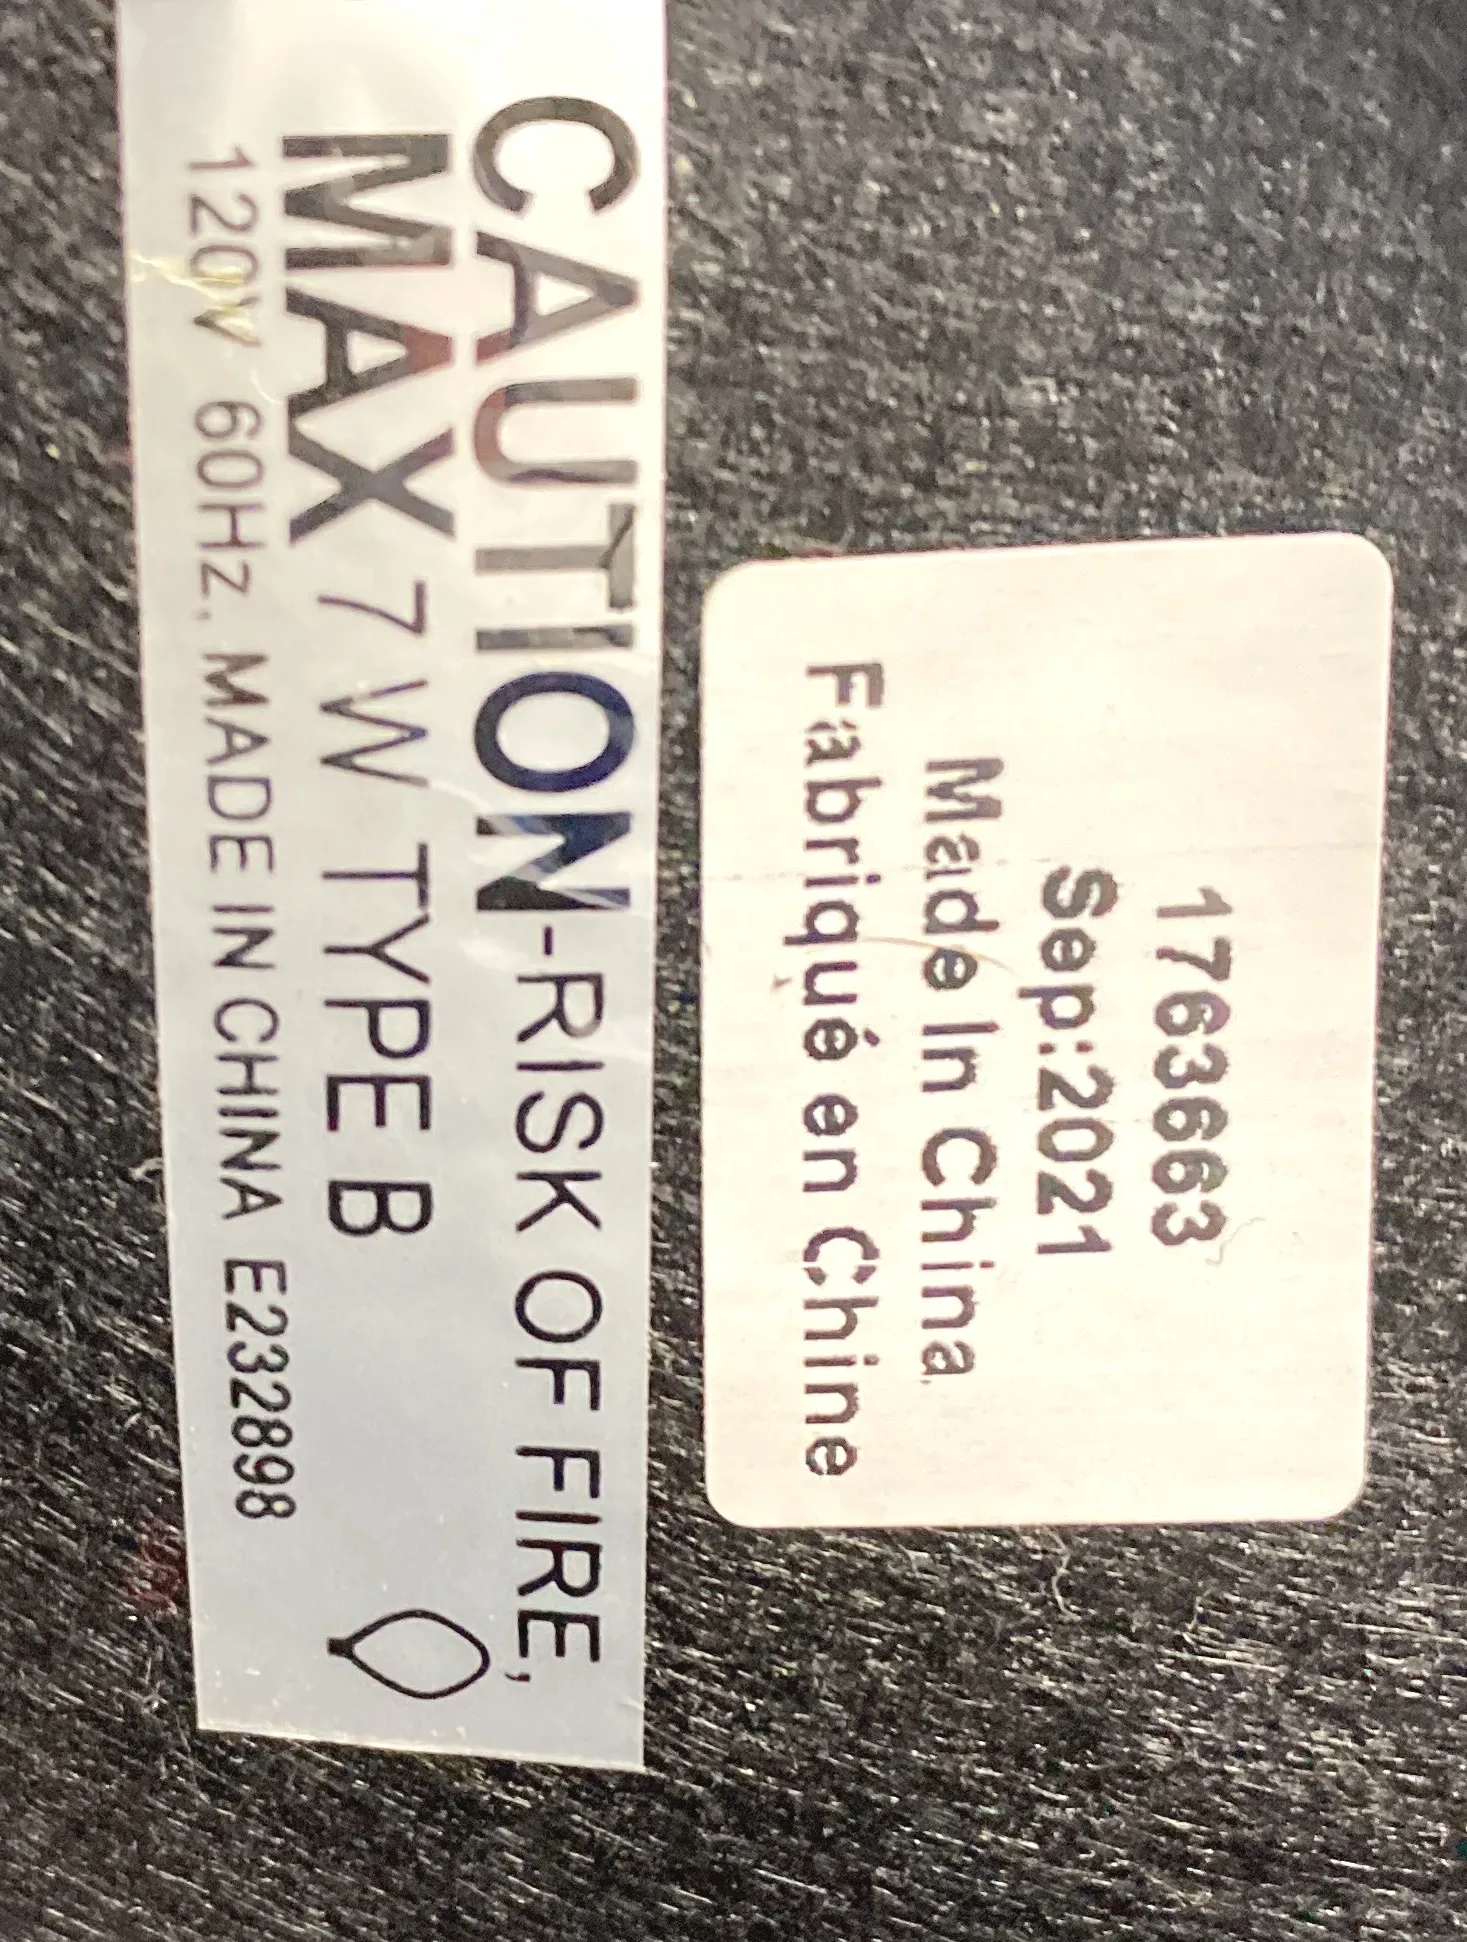 1763663
Sep:2021
Made In China
Fabriqué en Chine
CAUTION-RISK OF FIRE,
MAX 7 W TYPE B
120V 60Hz, MADE IN CHINA E232898